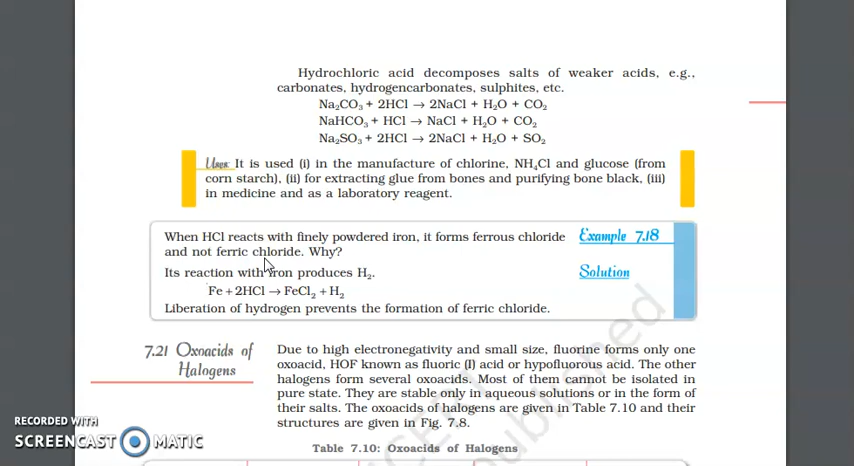 Hydrochloric acid decomposes salts of weaker acids, e.g.,
carbonates, hydrogencarbonates, sulphites, etc.
Na₂CO₃ + 2HCl → 2NaCl + H₂O + CO₂
NaHCO₃ + HCl → NaCl + H₂O + CO₂
Na₂SO₃ + 2HCl → 2NaCl + H₂O + SO₂
Uses: It is used (i) in the manufacture of chlorine, NH₄Cl and glucose (from
corn starch), (ii) for extracting glue from bones and purifying bone black, (iii)
in medicine and as a laboratory reagent.
When HCl reacts with finely powdered iron, it forms ferrous chloride
and not ferric chloride. Why?
Example 7.18
Its reaction with iron produces H₂.
Solution
Fe + 2HCl → FeCl₂ + H₂
Liberation of hydrogen prevents the formation of ferric chloride.
7.21 Oxoacids of
Halogens
Due to high electronegativity and small size, fluorine forms only one
oxoacid, HOF known as fluoric (I) acid or hypofluorous acid. The other
halogens form several oxoacids. Most of them cannot be isolated in
pure state. They are stable only in aqueous solutions or in the form of
their salts. The oxoacids of halogens are given in Table 7.10 and their
structures are given in Fig. 7.8.
Table 7.10: Oxoacids of Halogens
published
RECORDED WITH
SCREENCAST MATIC